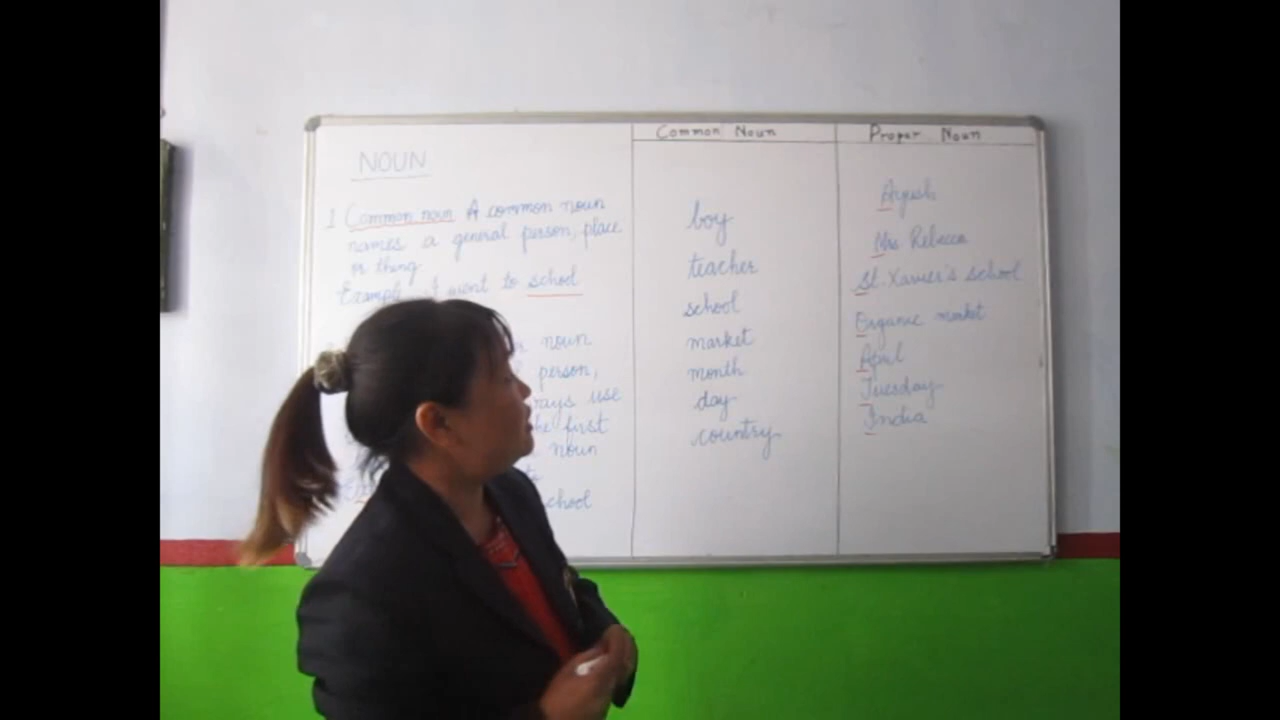 NOUN
1 Common noun A common noun
names a general person, place
or thing
Example I went to school
noun
person,
use
first
noun
school
Common Noun
boy
teacher
school
market
month
day
country
Proper Noun
Ayush
Mrs Rebecca
St. Xavier's school
Organic market
April
Tuesday
India